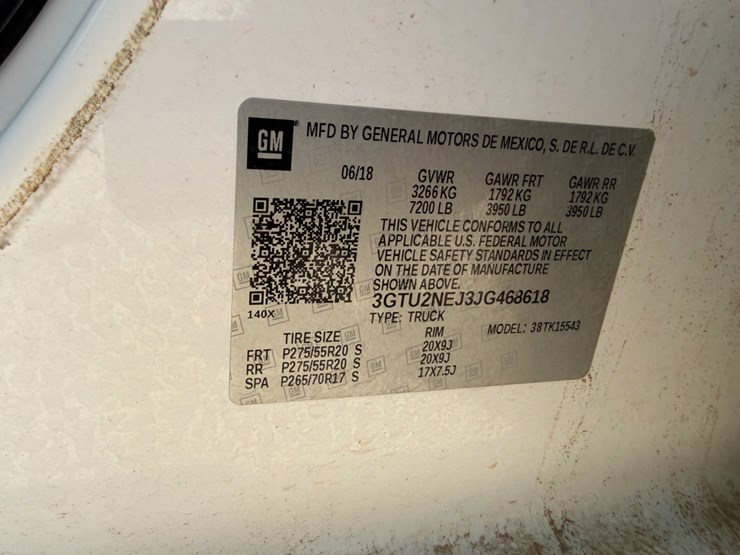 GM MFD BY GENERAL MOTORS DE MEXICO, S. DE R.L. DE C.V.
06/18 GVWR GAWR FRT GAWR RR
3266 KG 1792 KG 1792 KG
7200 LB 3950 LB 3950 LB
THIS VEHICLE CONFORMS TO ALL
APPLICABLE U.S. FEDERAL MOTOR
VEHICLE SAFETY STANDARDS IN EFFECT
ON THE DATE OF MANUFACTURE
SHOWN ABOVE.
3GTU2NEJ3JG468618
140X TYPE: TRUCK
TIRE SIZE RIM MODEL: 38TK15543
FRT P275/55R20 S 20X9J
RR P275/55R20 S 20X9J
SPA P265/70R17 S 17X7.5J